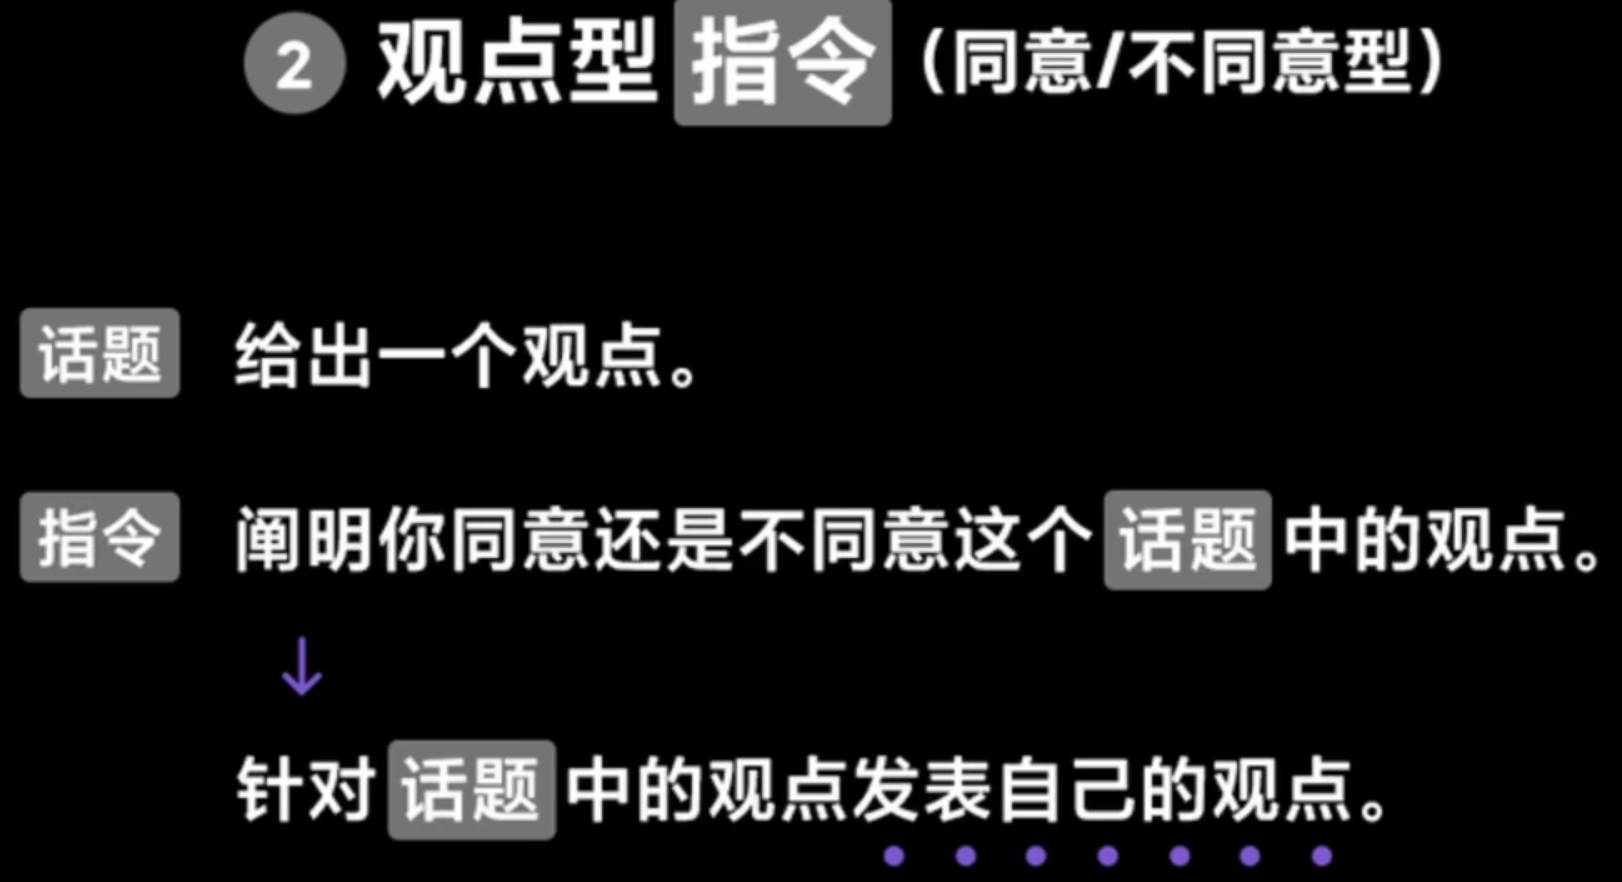 2 观点型 指令（同意/不同意型）
话题 给出一个观点。
指令 阐明你同意还是不同意这个 话题 中的观点。
针对 话题 中的观点发表自己的观点。